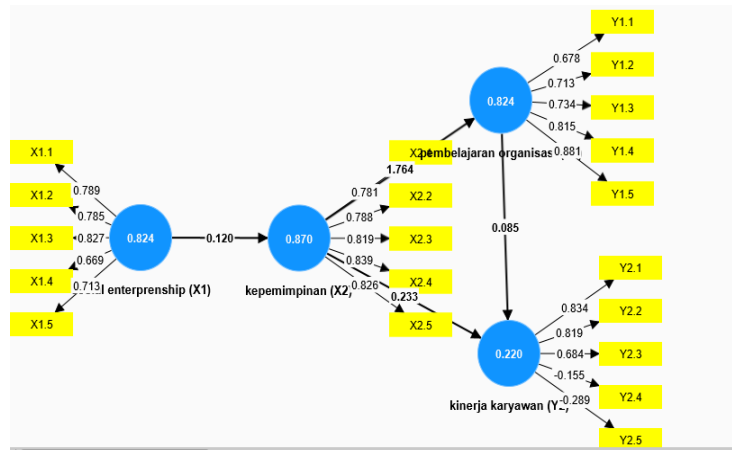 Y1.1
0.678
Y1.2
0.713
0.824
0.734
Y1.3
0.815
Y1.4
X1.1
X2.1
pembelajaran organisas
0.881
1.764
0.789
0.781
X2.2
Y1.5
X1.2
0.785
0.788
X1.3
0.827
0.824
0.120
0.870
0.819
X2.3
0.085
0.669
0.839
X1.4
0.713
l enterprenship (X1)
kepemimpinan (X2)
0.826
X2.4
0.233
Y2.1
X1.5
X2.5
0.834
Y2.2
0.819
0.220
0.684
Y2.3
-0.155
Y2.4
kinerja karyawan (Y2)
-0.289
Y2.5